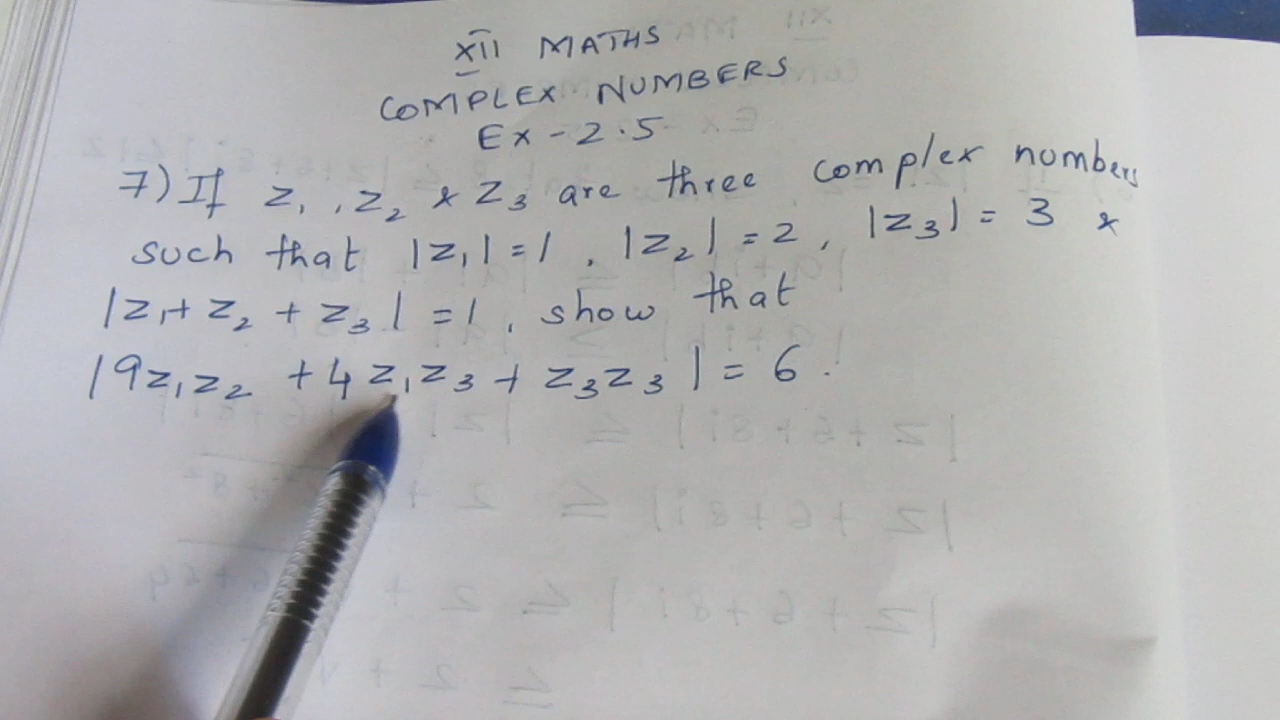 XII MATHS
COMPLEX NUMBERS
Ex - 2.5
7) If z₁, z₂ & z₃ are three complex numbers
such that |z₁| = 1, |z₂| = 2, |z₃| = 3 &
|z₁ + z₂ + z₃| = 1, show that
|9z₁z₂ + 4z₁z₃ + z₃z₃| = 6.